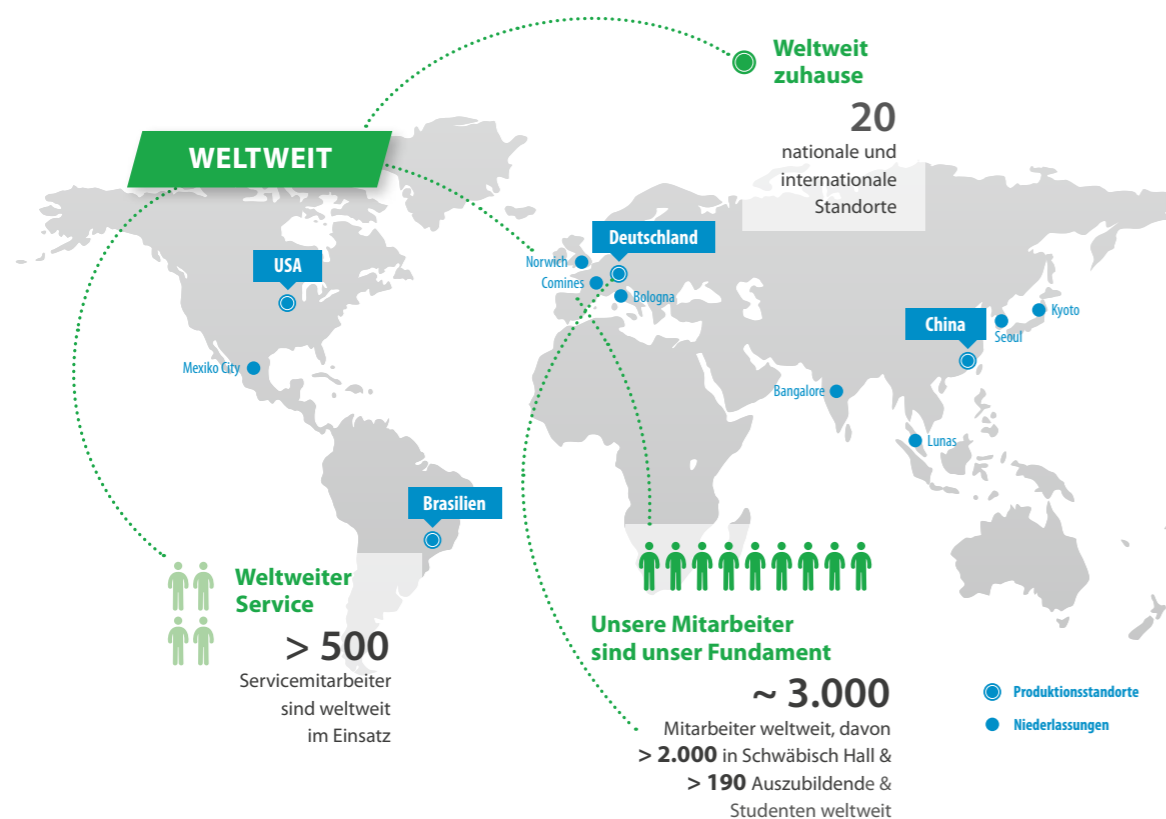 Weltweit
zuhause
20
nationale und
internationale
Standorte
WELTWEIT
Deutschland
USA
Norwich
Comines
Bologna
China
Kyoto
Seoul
Mexiko City
Bangalore
Lunas
Brasilien
Weltweiter
Service
> 500
Servicemitarbeiter
sind weltweit
im Einsatz
Unsere Mitarbeiter
sind unser Fundament
~ 3.000
Mitarbeiter weltweit, davon
> 2.000 in Schwäbisch Hall &
> 190 Auszubildende &
Studenten weltweit
Produktionsstandorte
Niederlassungen